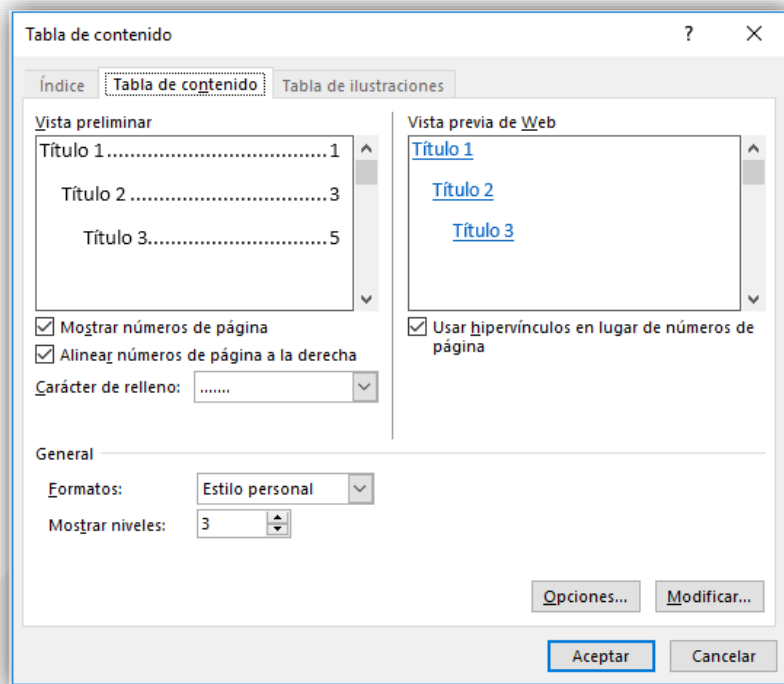 Tabla de contenido
?
Índice
Tabla de contenido
Tabla de ilustraciones
Vista preliminar
Título 1....................................1
Título 2 .............................3
Título 3..........................5
Vista previa de Web
Título 1
Título 2
Título 3
Mostrar números de página
Alinear números de página a la derecha
Carácter de relleno: .......
Usar hipervínculos en lugar de números de
página
General
Formatos: Estilo personal
Mostrar niveles: 3
Opciones...
Modificar...
Aceptar
Cancelar